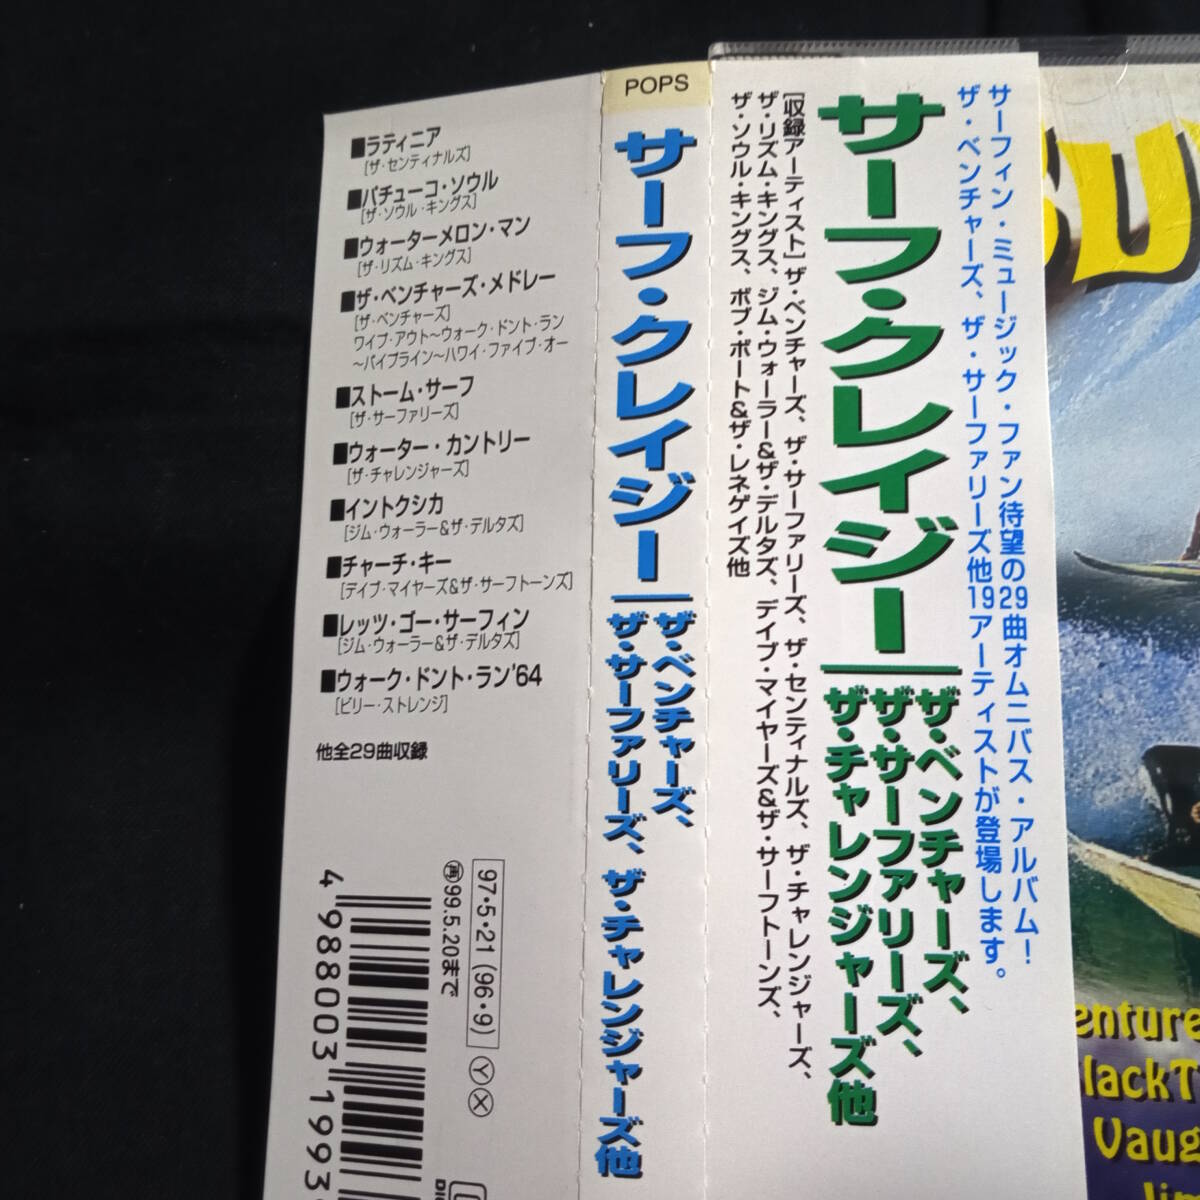 ■ラティニア
[ザ・センティナルズ]
■パチューコ・ソウル
[ザ・ソウル・キングス]
■ウォーターメロン・マン
[ザ・リズム・キングス]
■ザ・ベンチャーズ・メドレー
[ザ・ベンチャーズ]
ワイプ・アウト〜ウォーク・ドント・ラン
〜パイプライン〜ハワイ・ファイブ・オー
■ストーム・サーフ
[ザ・サーファリーズ]
■ウォーター・カントリー
[ザ・チャレンジャーズ]
■イントクシカ
[ジム・ウォーラー&ザ・デルタズ]
■チャーチ・キー
[デイブ・マイヤーズ&ザ・サーフトーンズ]
■レッツ・ゴー・サーフィン
[ジム・ウォーラー&ザ・デルタズ]
■ウォーク・ドント・ラン'64
[ビリー・ストレンジ]
他全29曲収録
97・5・21 (96・9) Ⓨ Ⓧ
㊞99.5.20まで
4 988003 1993
POPS
サーフ・クレイジー
ザ・ベンチャーズ、
ザ・サーファリーズ、ザ・チャレンジャーズ他
サーフィン・ミュージック・ファン待望の29曲オムニバス・アルバム!
ザ・ベンチャーズ、ザ・サーファリーズ他19アーティストが登場します。
サーフ・クレイジー
ザ・ベンチャーズ、
ザ・サーファリーズ、
ザ・チャレンジャーズ他
[収録アーティスト] ザ・ベンチャーズ、ザ・サーファリーズ、ザ・センティナルズ、ザ・チャレンジャーズ、
ザ・リズム・キングス、ジム・ウォーラー&ザ・デルタズ、デイブ・マイヤーズ&ザ・サーフトーンズ、
ザ・ソウル・キングス、ボブ・ボート&ザ・レネゲイズ他
SU
enture
lackT
Vaug